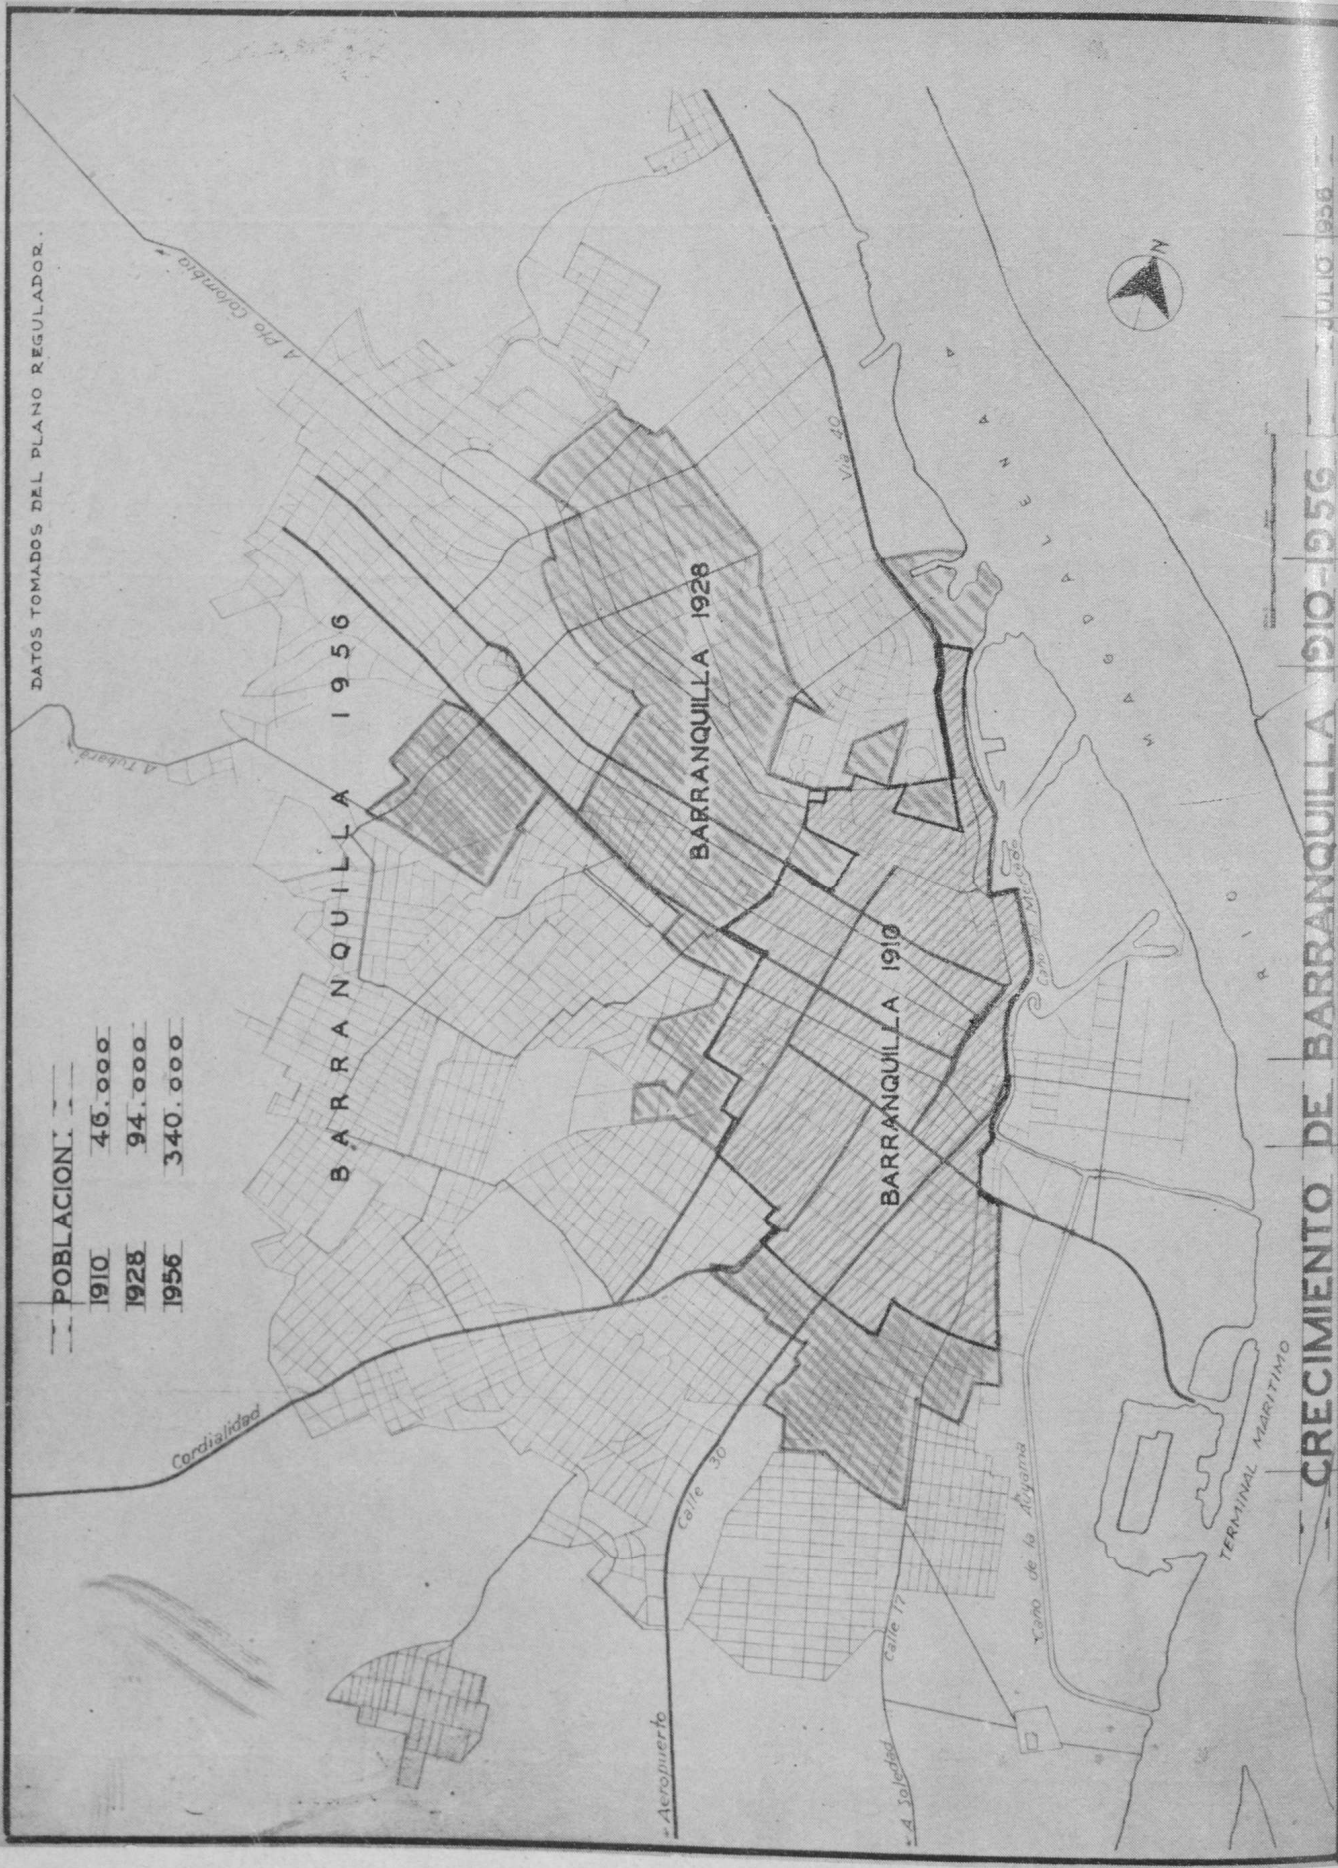 DATOS TOMADOS DEL PLANO REGULADOR.
POBLACION:
1910 46.000
1928 94.000
1956 340.000
BARRANQUILLA 1956
BARRANQUILLA 1928
BARRANQUILLA 1910
A Pto Colombia
A Tubará
Cordialidad
Via 40
Calle 30
Calle 17
Aeropuerto
A Soledad
Caño de la Auyama
Caño Mercado
RIO MAGDALENA
TERMINAL MARITIMO
N
CRECIMIENTO DE BARRANQUILLA 1910-1956
JULIO 1956